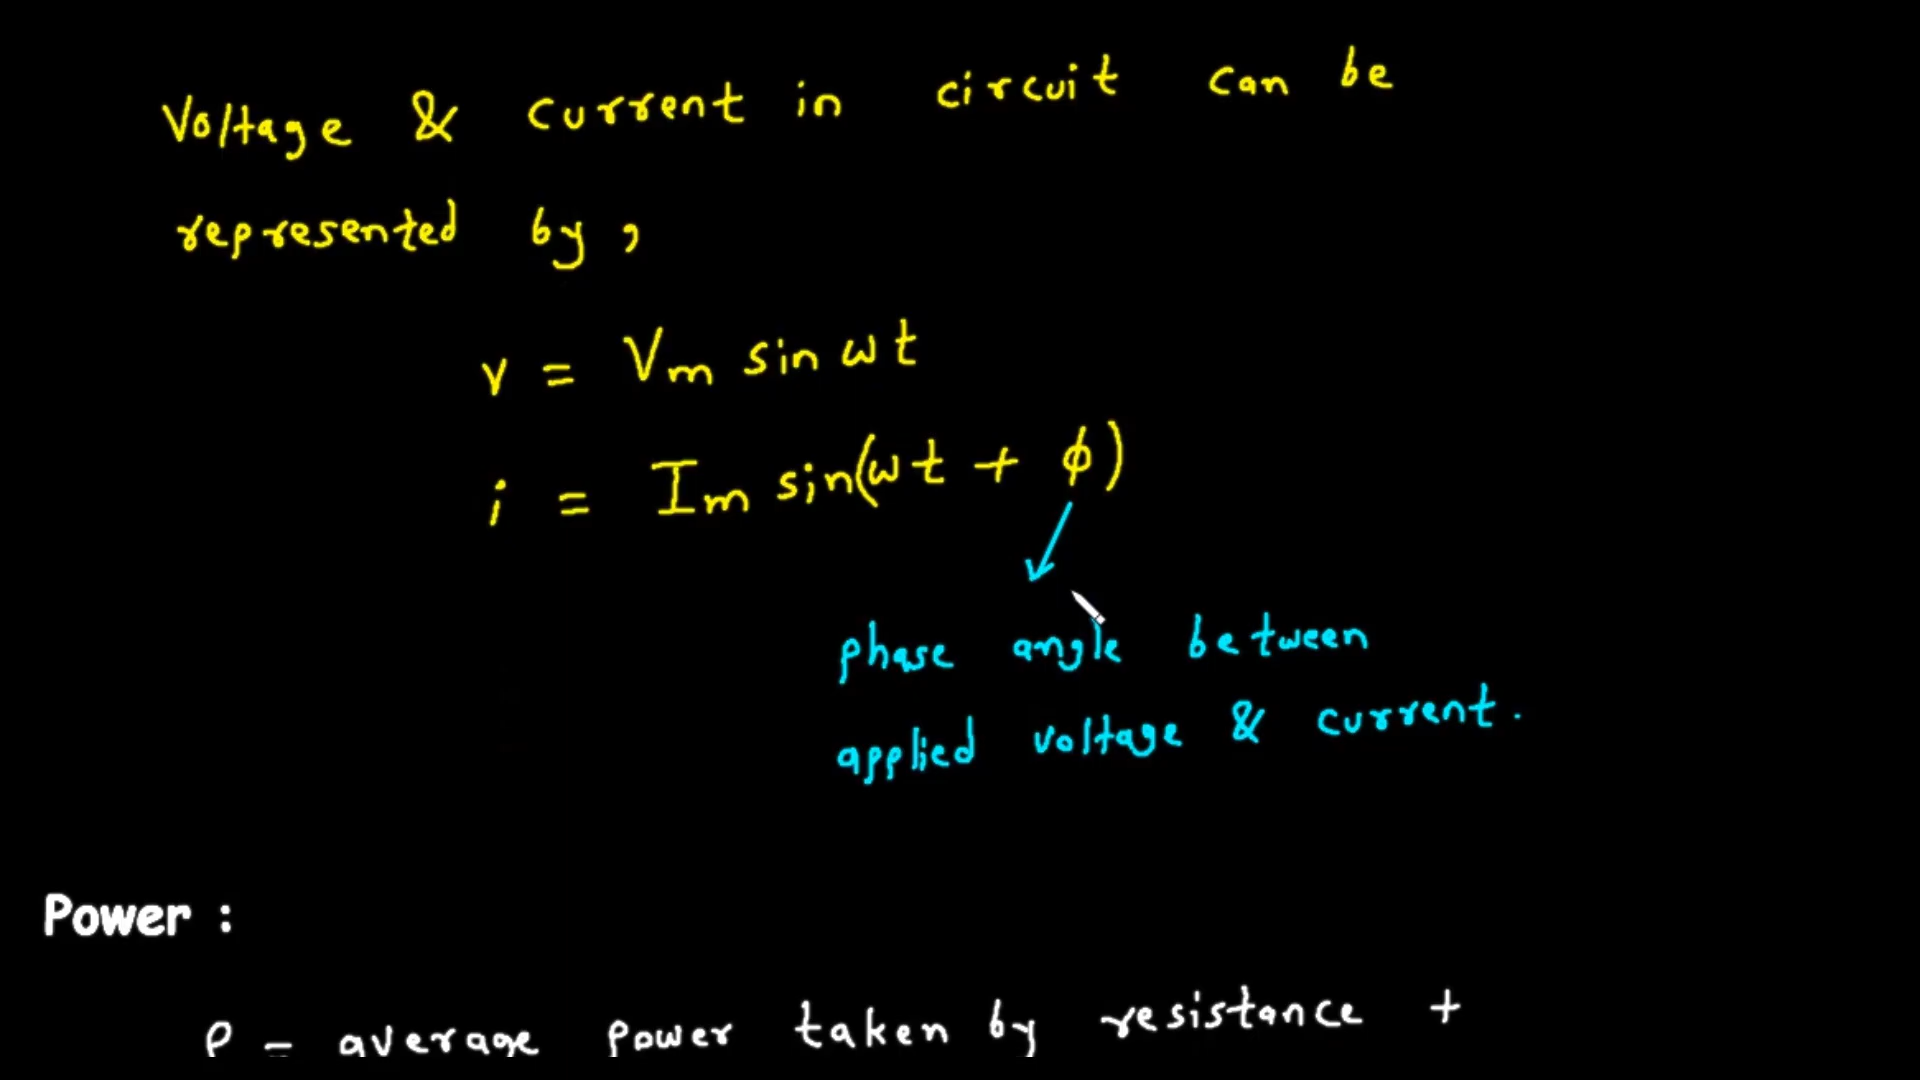 Voltage & current in circuit can be
represented by,
v = Vm sin ωt
i = Im sin(ωt + ϕ)
phase angle between
applied voltage & current.
Power :
P = average power taken by resistance +